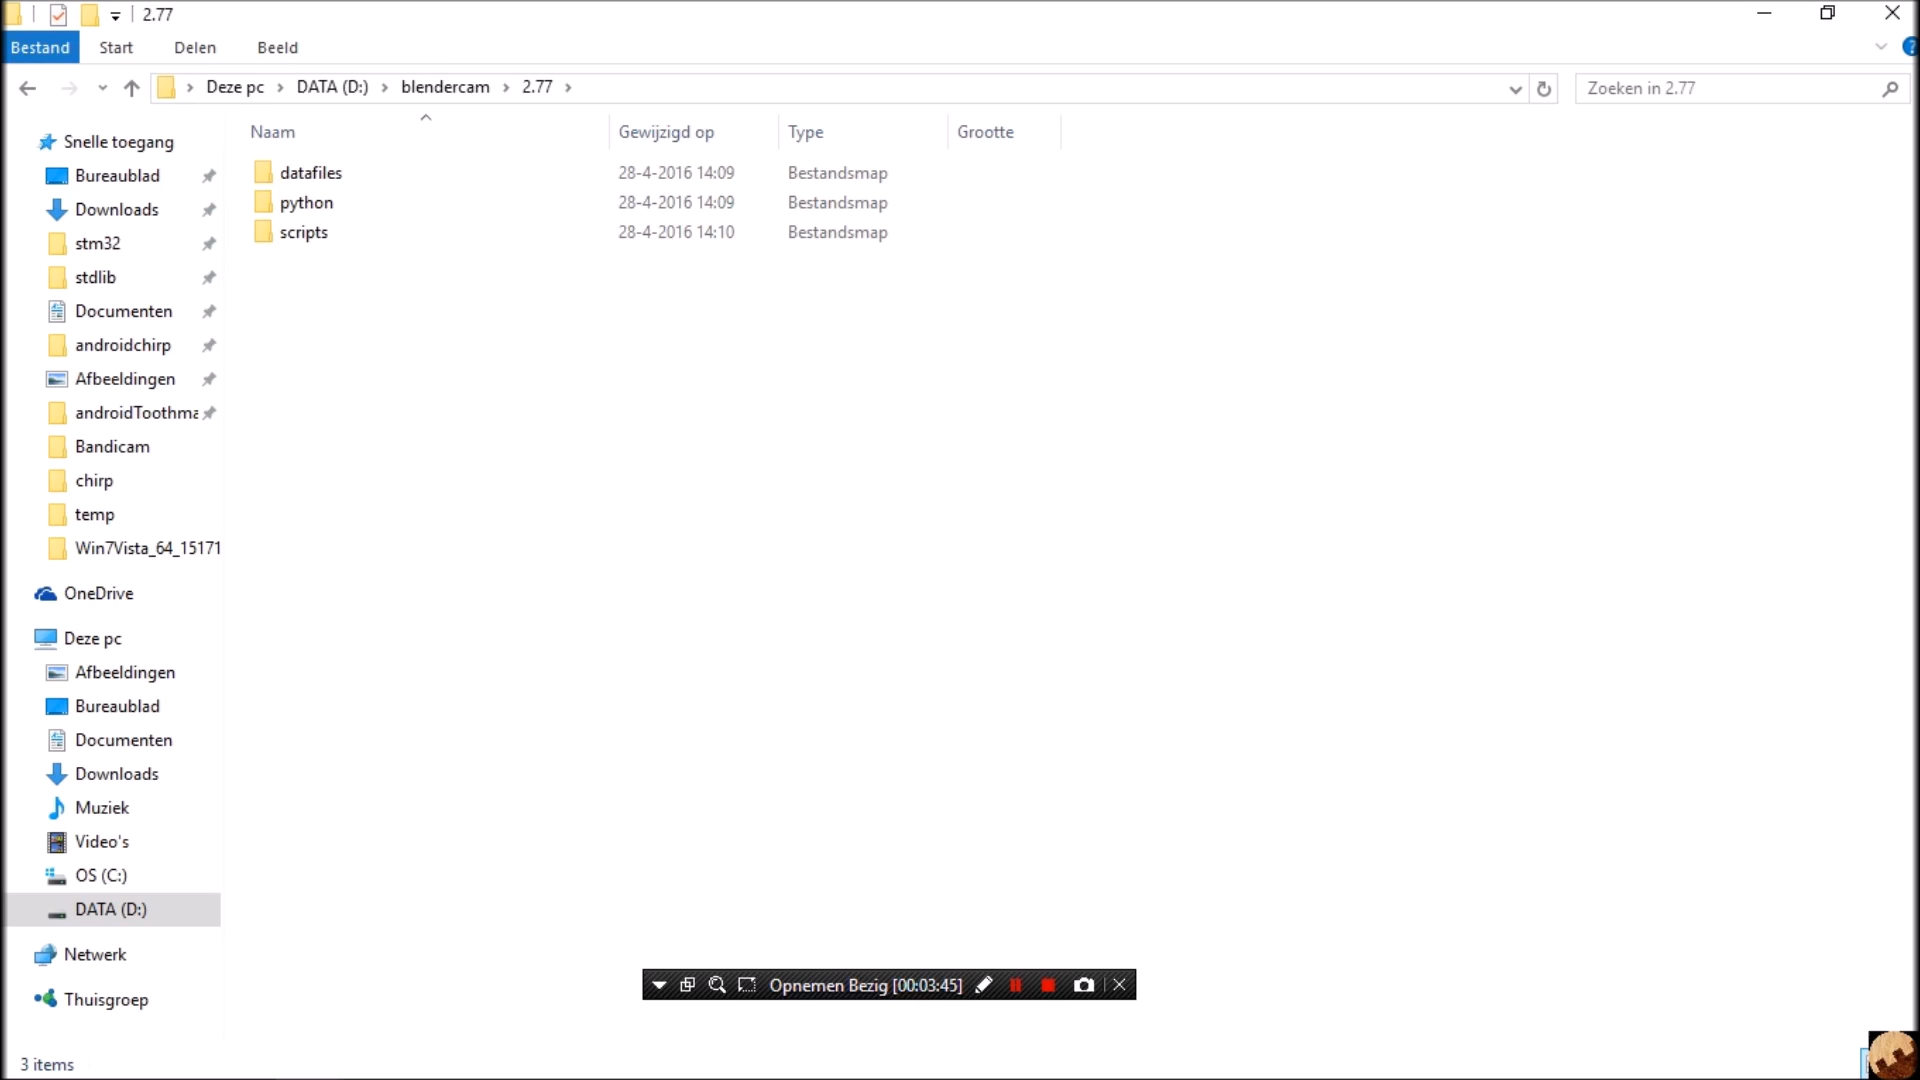 2.77
Bestand Start Delen Beeld
Deze pc DATA (D:) blendercam 2.77
Zoeken in 2.77
Naam Gewijzigd op Type Grootte
datafiles 28-4-2016 14:09 Bestandsmap
python 28-4-2016 14:09 Bestandsmap
scripts 28-4-2016 14:10 Bestandsmap
Snelle toegang
Bureaublad
Downloads
stm32
stdlib
Documenten
androidchirp
Afbeeldingen
androidToothma
Bandicam
chirp
temp
Win7Vista_64_15171
OneDrive
Deze pc
Afbeeldingen
Bureaublad
Documenten
Downloads
Muziek
Video's
OS (C:)
DATA (D:)
Netwerk
Thuisgroep
Opnemen Bezig [00:03:45]
3 items